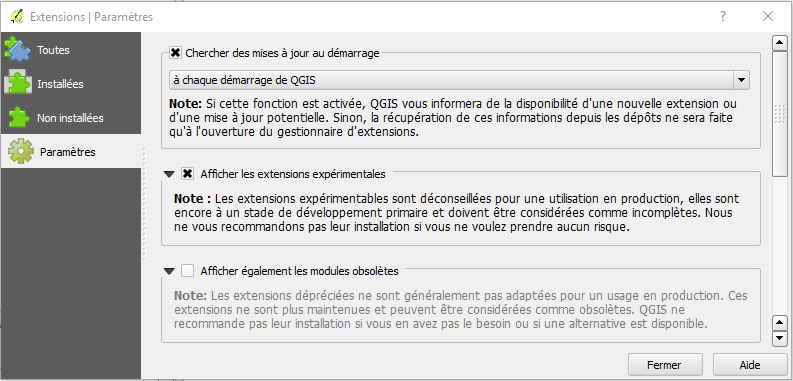 Extensions | Paramètres
Toutes
Installées
Non installées
Paramètres
Chercher des mises à jour au démarrage
à chaque démarrage de QGIS
Note: Si cette fonction est activée, QGIS vous informera de la disponibilité d'une nouvelle extension ou
d'une mise à jour potentielle. Sinon, la récupération de ces informations depuis les dépôts ne sera faite
qu'à l'ouverture du gestionnaire d'extensions.
Afficher les extensions expérimentales
Note : Les extensions expérimentables sont déconseillées pour une utilisation en production, elles sont
encore à un stade de développement primaire et doivent être considérées comme incomplètes. Nous
ne vous recommandons pas leur installation si vous ne voulez prendre aucun risque.
Afficher également les modules obsolètes
Note: Les extensions dépréciées ne sont généralement pas adaptées pour un usage en production. Ces
extensions ne sont plus maintenues et peuvent être considérées comme obsolètes. QGIS ne
recommande pas leur installation si vous en avez pas le besoin ou si une alternative est disponible.
Fermer
Aide